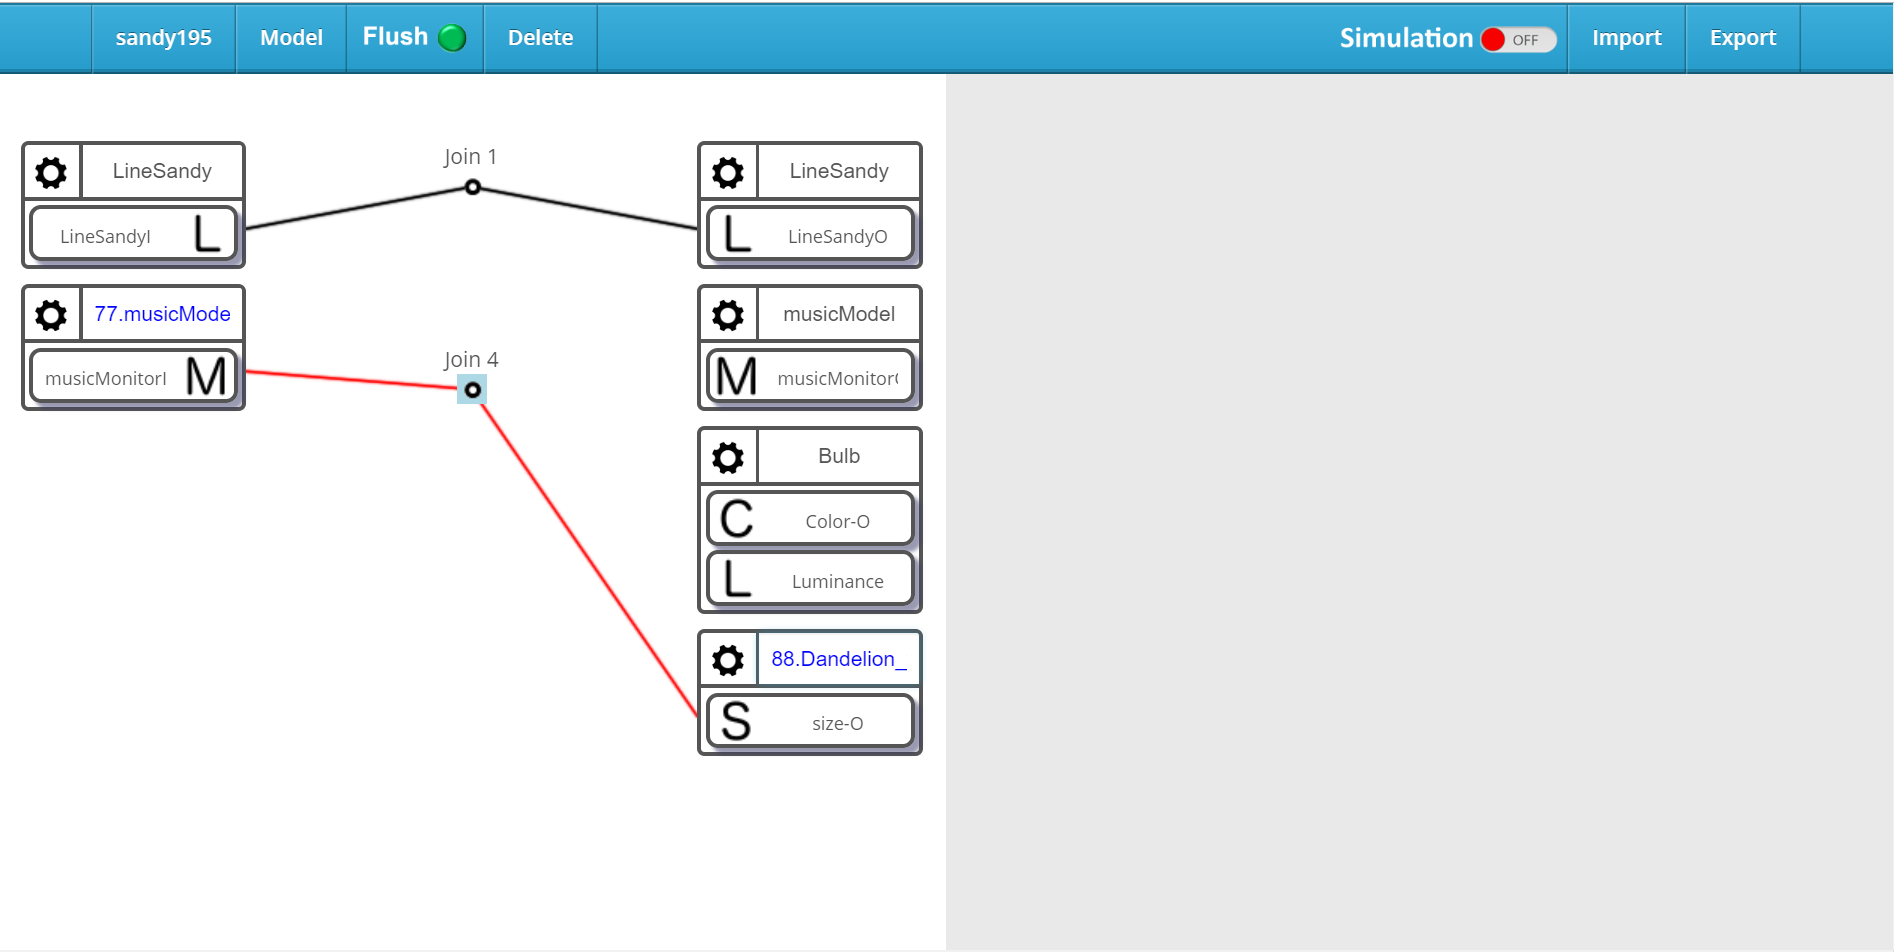 sandy195 Model Flush Delete Simulation OFF Import Export
Join 1
LineSandy
LineSandyI L
LineSandy
L LineSandyO
77.musicMode
musicMonitorI M
Join 4
musicModel
M musicMonitor(
Bulb
C Color-O
L Luminance
88.Dandelion_
S size-O